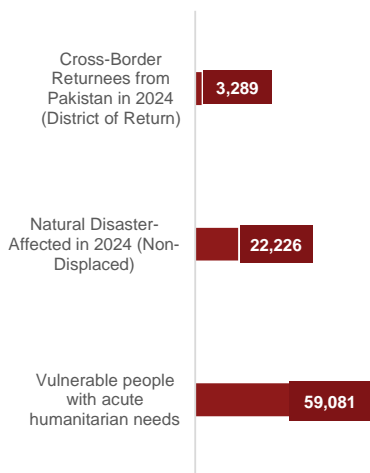 Cross-Border
Returnees from
Pakistan in 2024
(District of Return)
3,289
Natural Disaster-
Affected in 2024 (Non-
Displaced)
22,226
Vulnerable people
with acute
humanitarian needs
59,081